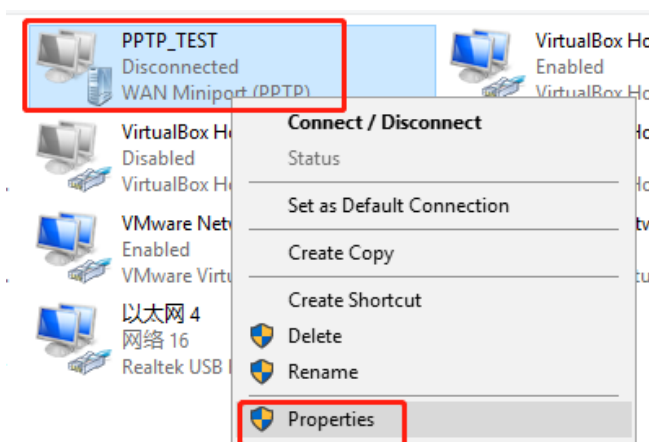 PPTP_TEST
Disconnected
WAN Miniport (PPTP)
VirtualBox Ho
Enabled
VirtualBox Ho
VirtualBox Ho
Disabled
VirtualBox H
VMware Net
Enabled
VMware Virtu
以太网 4
网络 16
Realtek USB
Connect / Disconnect
Status
Set as Default Connection
Create Copy
Create Shortcut
Delete
Rename
Properties